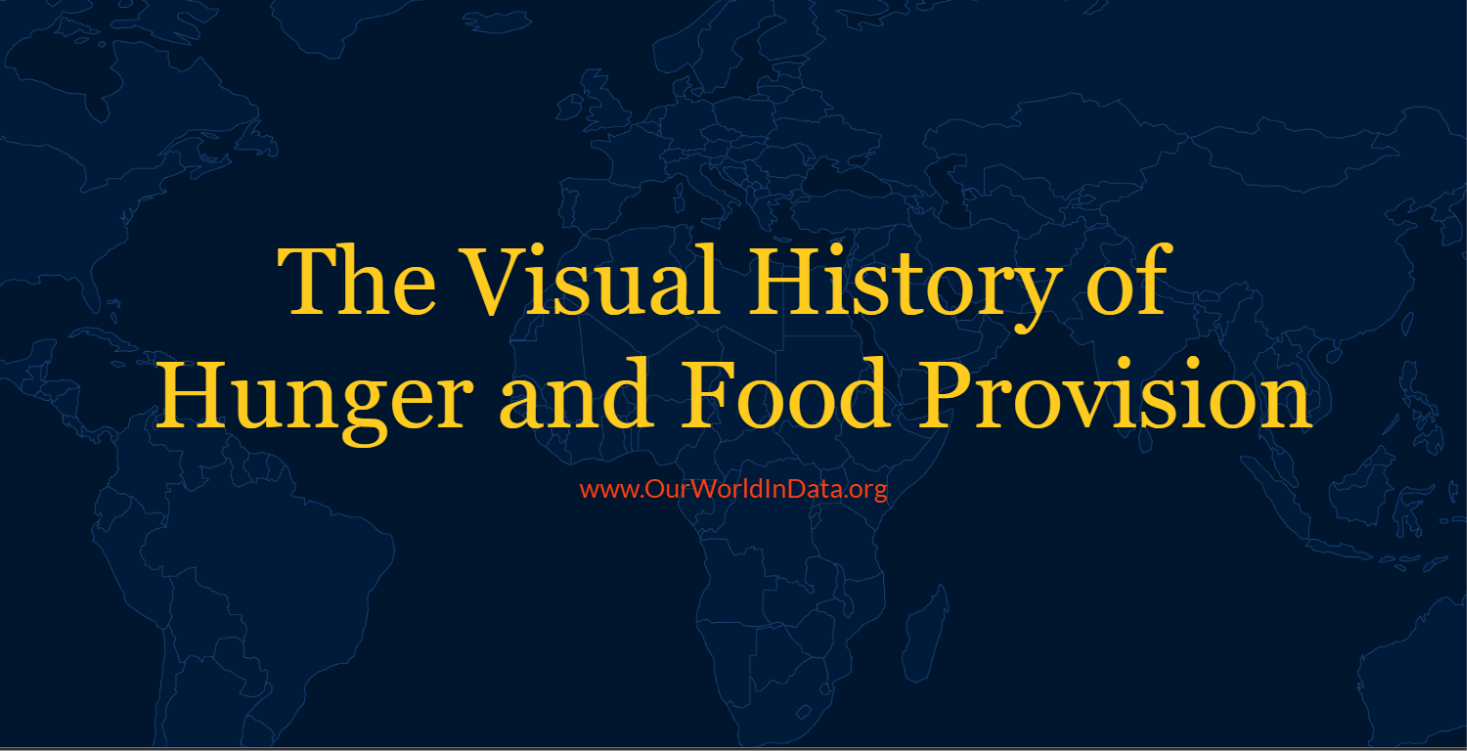 The Visual History of
Hunger and Food Provision
www.OurWorldInData.org